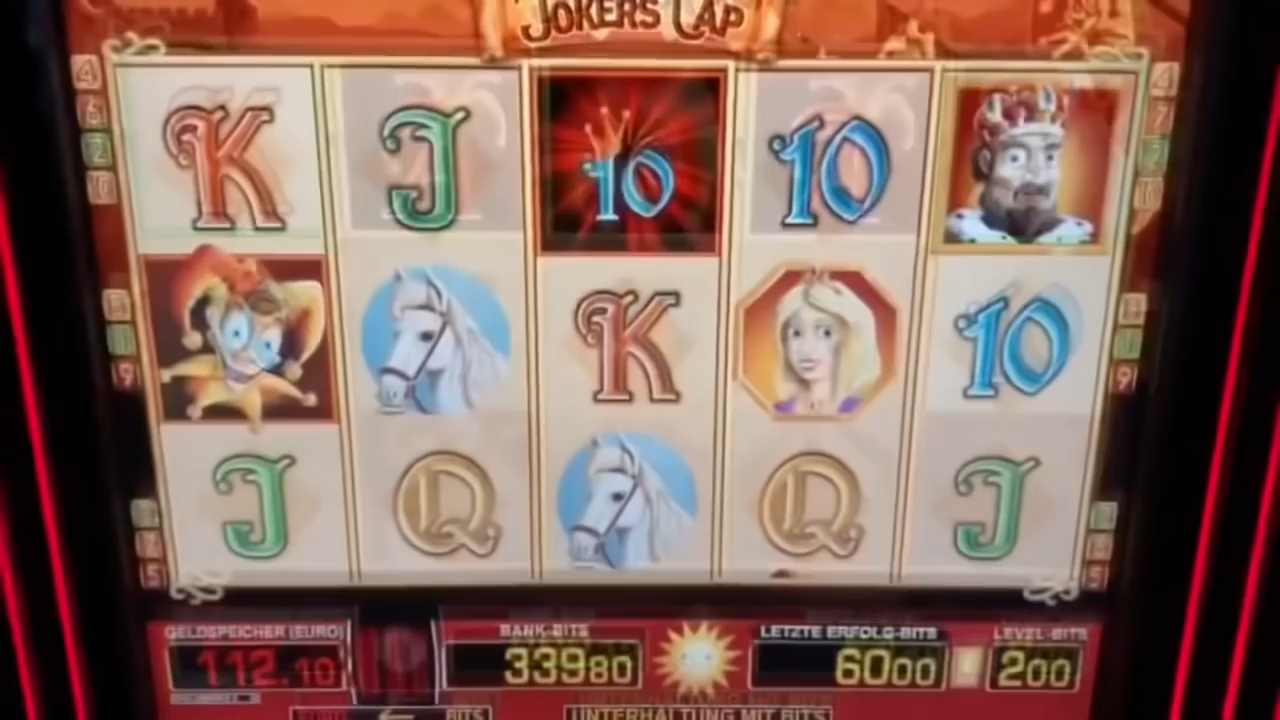 JOKERS CAP
K J 10 10
K 10
J Q Q J
GELDSPEICHER (EURO) BANK-BITS LETZTE ERFOLG-BITS LEVEL-BITS
112.10 33980 6000 200
BITS UNTERHALTUNG MIT BITS